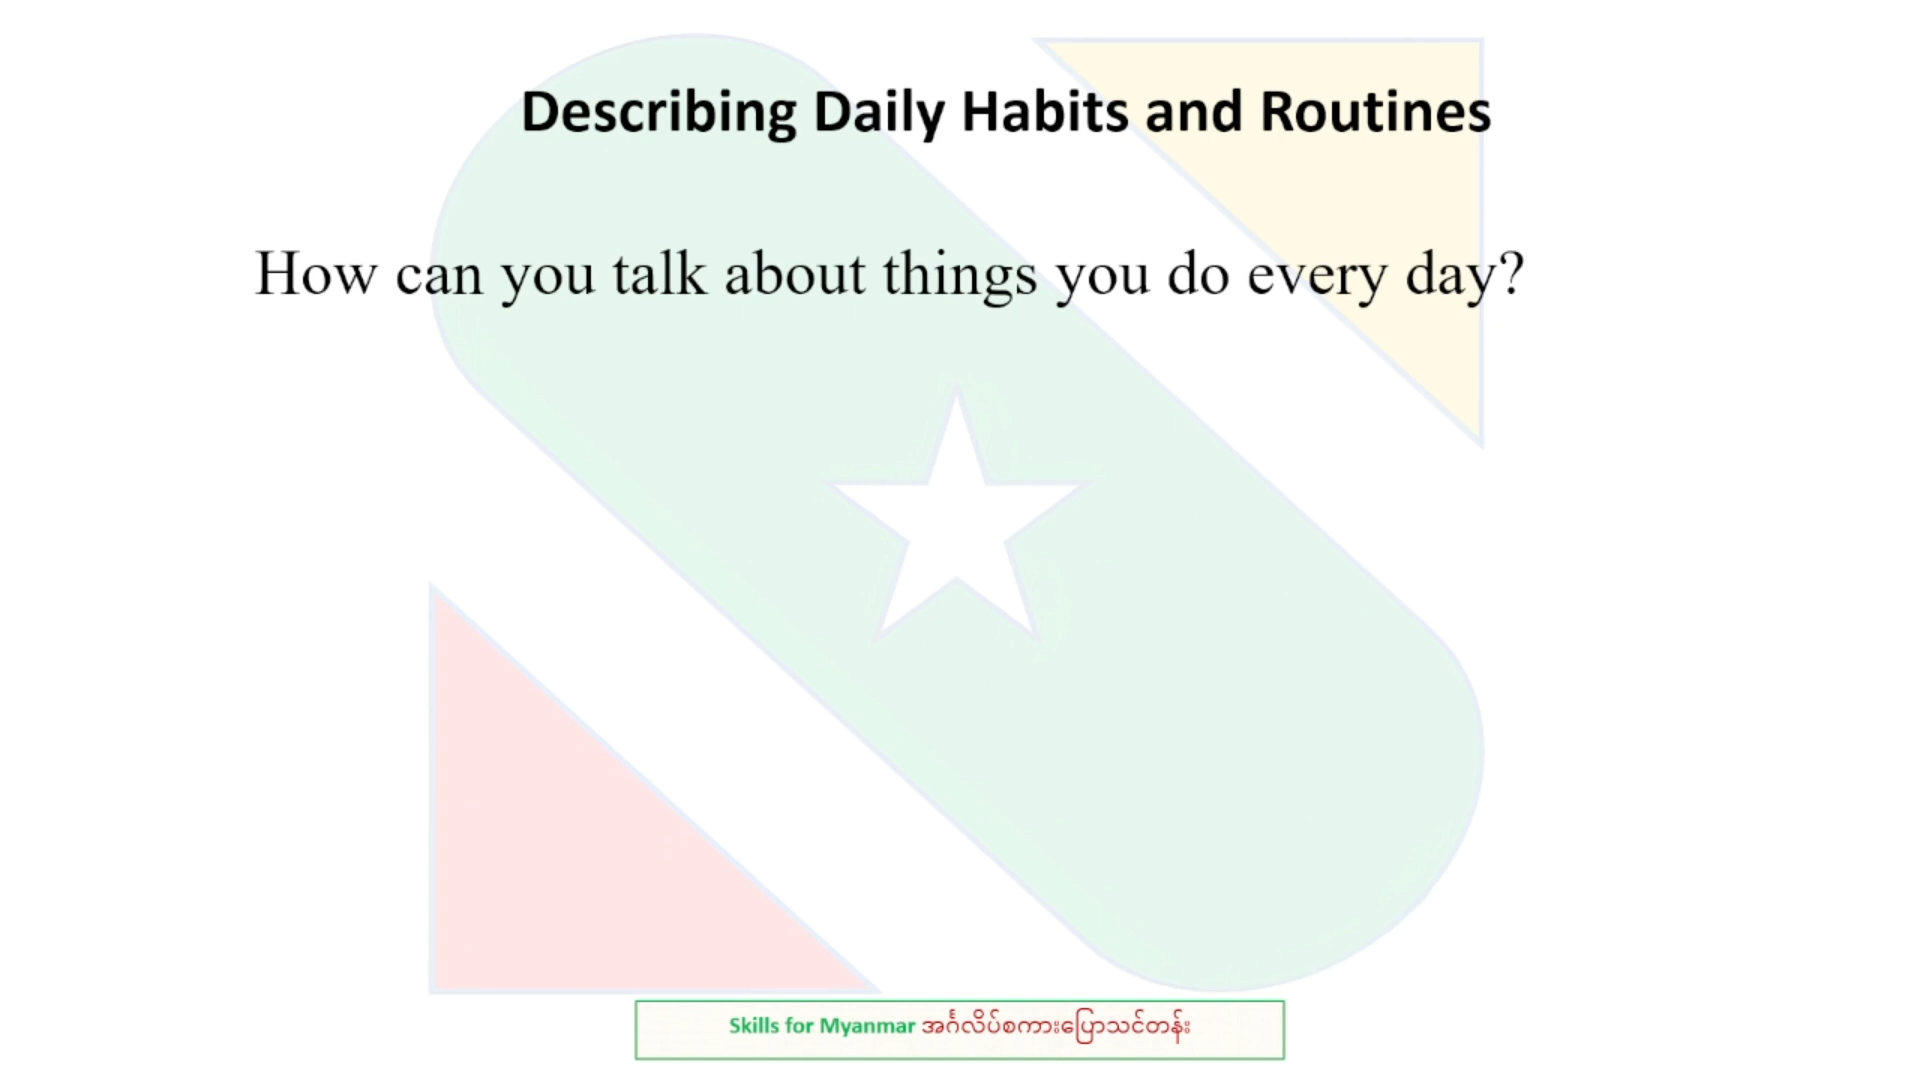 Describing Daily Habits and Routines
How can you talk about things you do every day?
Skills for Myanmar အင်္ဂလိပ်စကားပြောသင်တန်း